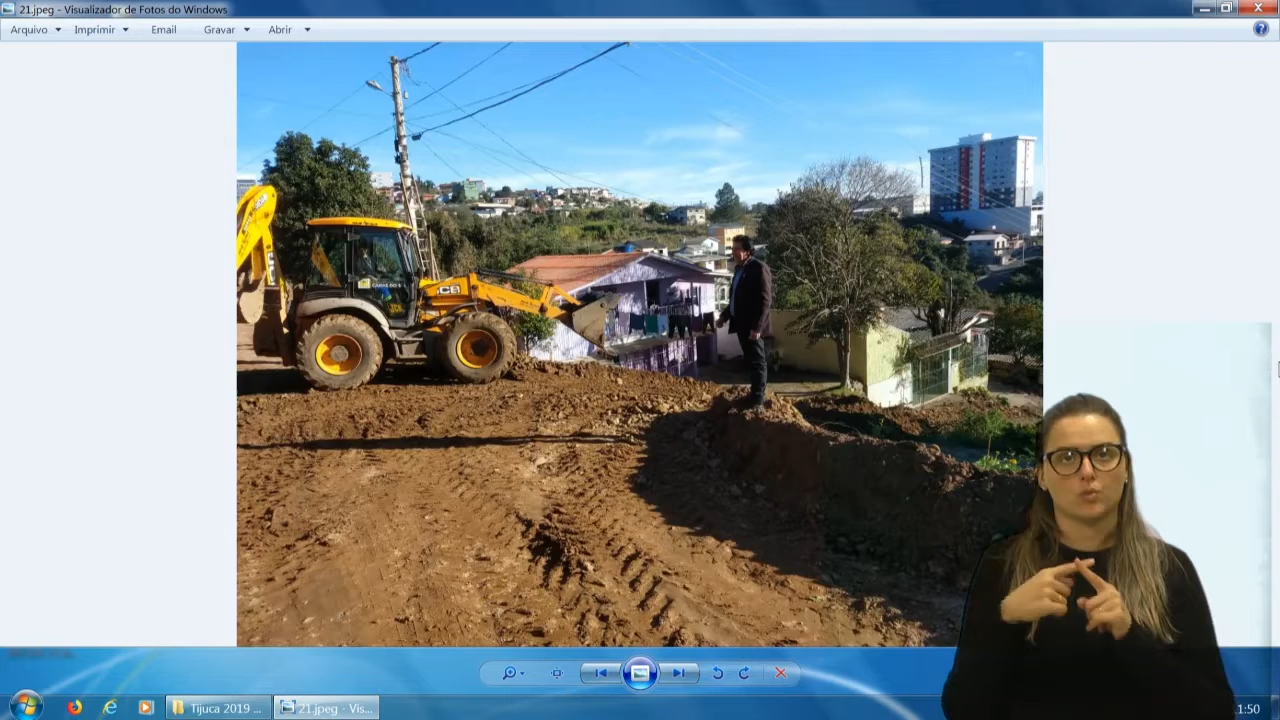 21.jpeg - Visualizador de Fotos do Windows
Arquivo Imprimir Email Gravar Abrir
JCB
Tijuca 2019 ...
21.jpeg - Vis...
1:50